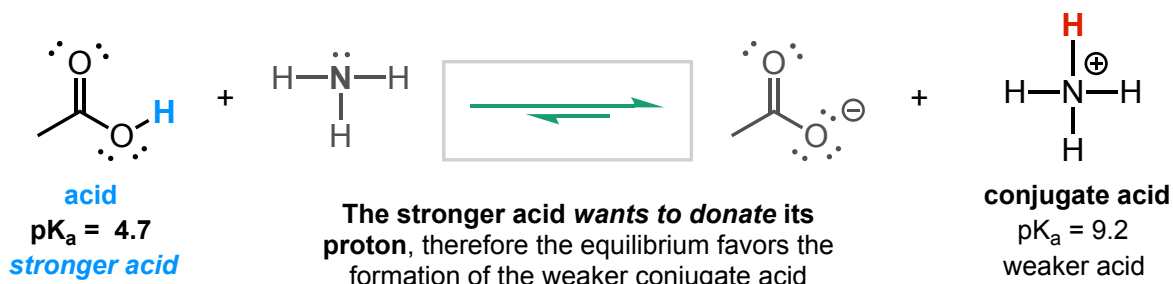 O
O
H
+
H
N
H
H
O
O
⊖
+
H
H
N
⊕
H
H
acid
pKa = 4.7
stronger acid
The stronger acid wants to donate its
proton, therefore the equilibrium favors the
formation of the weaker conjugate acid
conjugate acid
pKa = 9.2
weaker acid